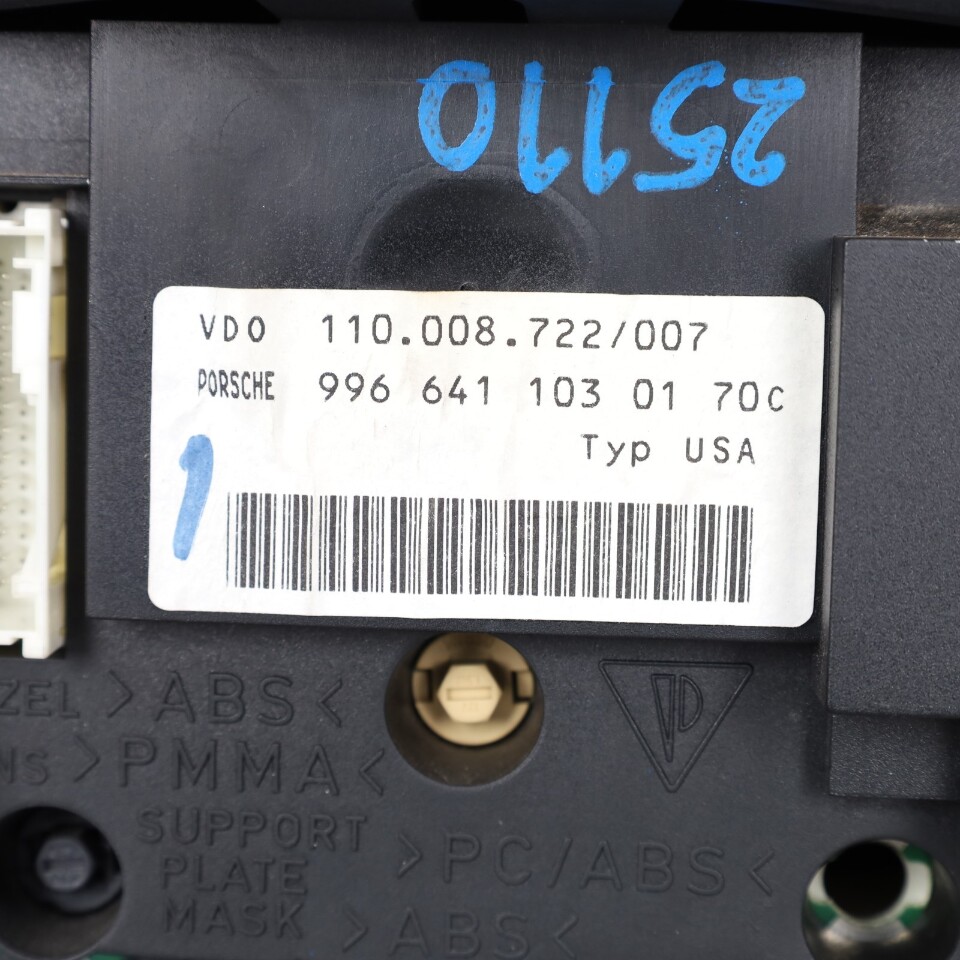 25110
VDO 110.008.722/007
PORSCHE 996 641 103 01 70C
Typ USA
1
ZEL >ABS<
NS >PMMA<
SUPPORT
PLATE >PC/ABS<
MASK >ABS<